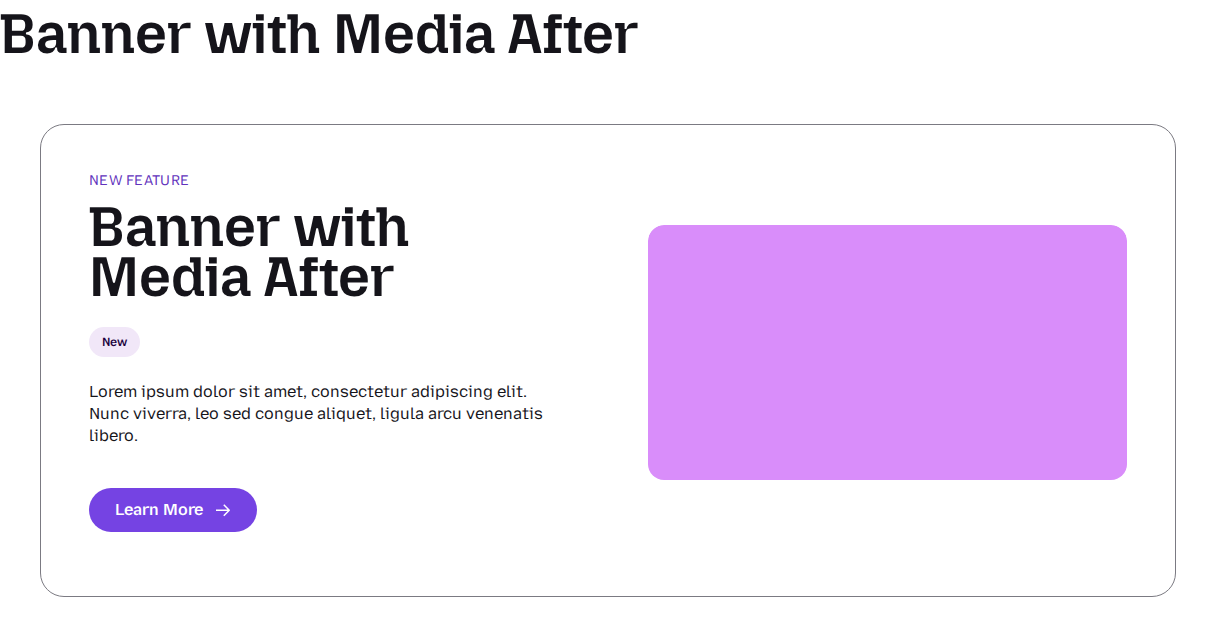 Banner with Media After
NEW FEATURE
Banner with
Media After
New
Lorem ipsum dolor sit amet, consectetur adipiscing elit.
Nunc viverra, leo sed congue aliquet, ligula arcu venenatis
libero.
Learn More →